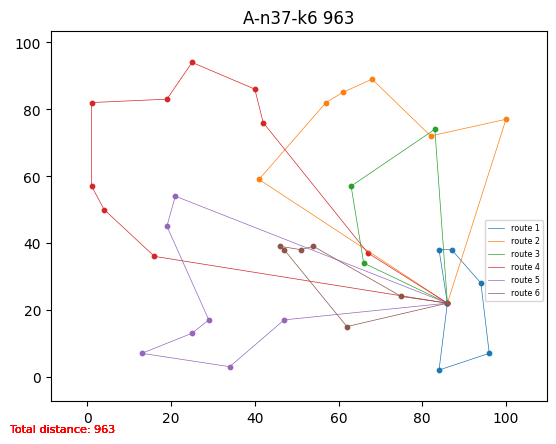 A-n37-k6 963
100
80
60
40
20
0
route 1
route 2
route 3
route 4
route 5
route 6
0 20 40 60 80 100
Total distance: 963